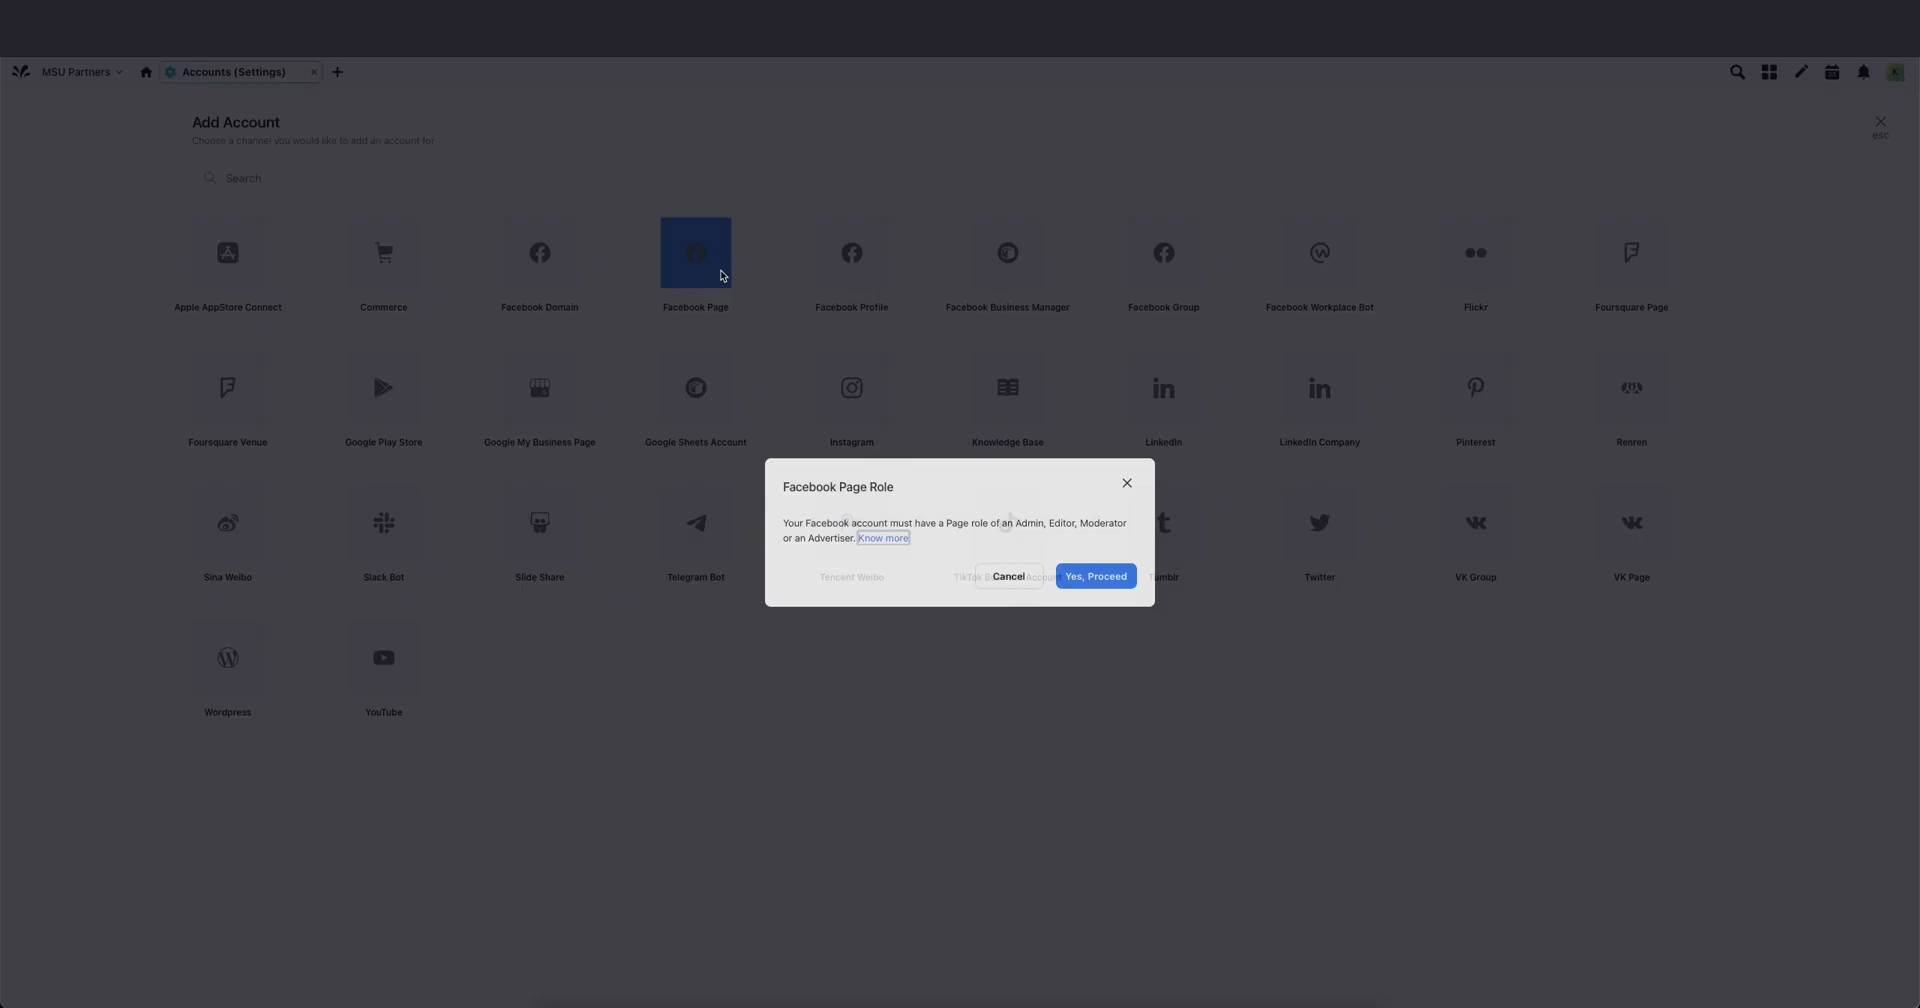 MSU Partners
Accounts (Settings)
K
Add Account
Choose a channel you would like to add an account for
esc
Search
Apple AppStore Connect
Commerce
Facebook Domain
Facebook Page
Facebook Profile
Facebook Business Manager
Facebook Group
Facebook Workplace Bot
Flickr
Foursquare Page
Foursquare Venue
Google Play Store
Google My Business Page
Google Sheets Account
Instagram
Knowledge Base
LinkedIn
LinkedIn Company
Pinterest
Renren
Facebook Page Role
Your Facebook account must have a Page role of an Admin, Editor, Moderator
or an Advertiser. Know more
Cancel
Yes, Proceed
Sina Weibo
Slack Bot
Slide Share
Telegram Bot
Tencent Weibo
Tumblr
Twitter
VK Group
VK Page
Wordpress
YouTube